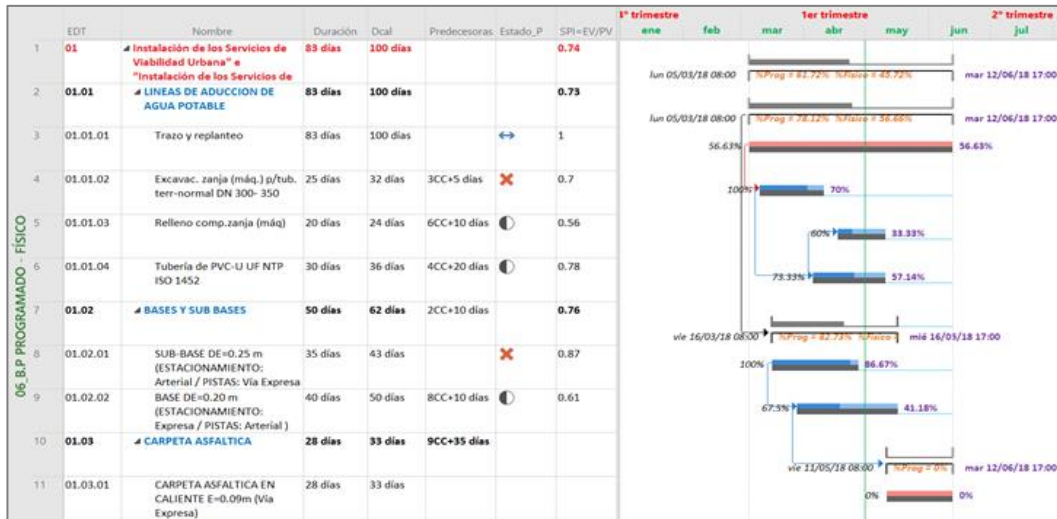 º trimestre 1er trimestre 2º trimestre
EDT Nombre Duración Dcal Predecesoras Estado_P SPI=EV/PV ene feb mar abr may jun jul
06_B.P PROGRAMADO - FÍSICO
1 01 Instalación de los Servicios de 83 días 100 días 0.74
Viabilidad Urbana" e
"Instalación de los Servicios de
lun 05/03/18 08:00 %Prog = 61.72% %Físico = 45.72% mar 12/06/18 17:00
2 01.01 LINEAS DE ADUCCION DE 83 días 100 días 0.73
AGUA POTABLE
lun 05/03/18 08:00 %Prog = 78.12% %Físico = 56.66% mar 12/06/18 17:00
3 01.01.01 Trazo y replanteo 83 días 100 días 1
56.63% 56.63%
4 01.01.02 Excavac. zanja (máq.) p/tub. 25 días 32 días 3CC+5 días 0.7
terr-normal DN 300- 350
100% 70%
5 01.01.03 Relleno comp.zanja (máq) 20 días 24 días 6CC+10 días 0.56
60% 33.33%
6 01.01.04 Tubería de PVC-U UF NTP 30 días 36 días 4CC+20 días 0.78
ISO 1452
73.33% 57.14%
7 01.02 BASES Y SUB BASES 50 días 62 días 2CC+10 días 0.76
vie 16/03/18 08:00 %Prog = 82.73% %Físico mié 16/05/18 17:00
8 01.02.01 SUB-BASE DE=0.25 m 35 días 43 días 0.87
(ESTACIONAMIENTO:
Arterial / PISTAS: Vía Expresa
100% 86.67%
9 01.02.02 BASE DE=0.20 m 40 días 50 días 8CC+10 días 0.61
(ESTACIONAMIENTO:
Expresa / PISTAS: Arterial )
67.5% 41.18%
10 01.03 CARPETA ASFALTICA 28 días 33 días 9CC+35 días
vie 11/05/18 08:00 %Prog = 0% mar 12/06/18 17:00
11 01.03.01 CARPETA ASFALTICA EN 28 días 33 días
CALIENTE E=0.09m (Vía
Expresa)
0% 0%